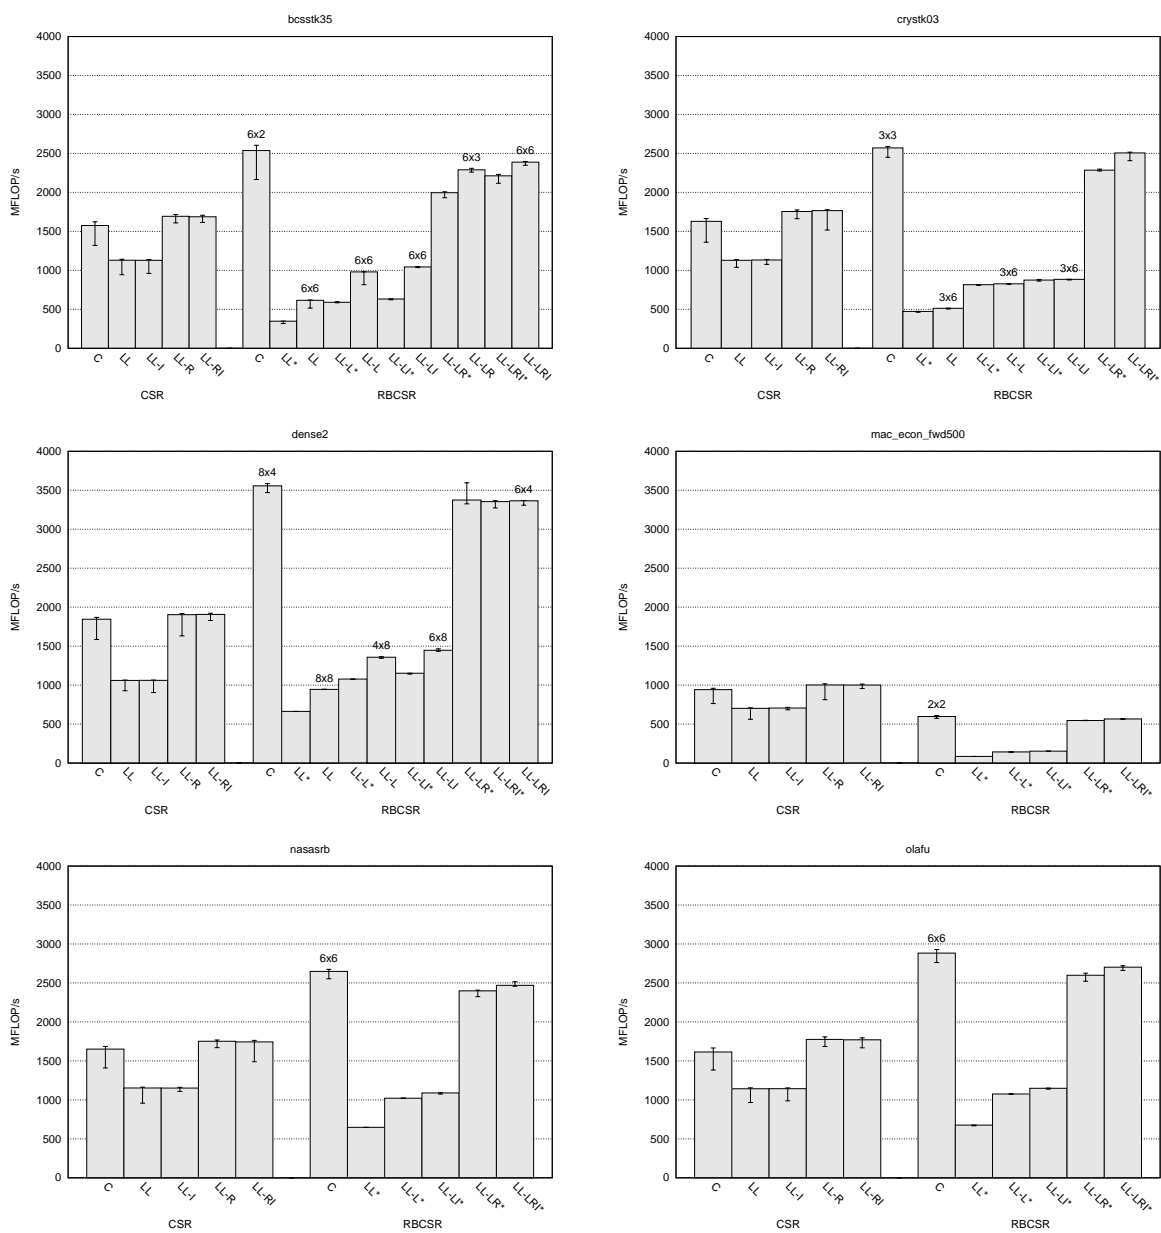 bcsstk35
4000
3500
3000
2500
2000
1500
1000
500
0
MFLOP/s
6x2
6x6
6x6
6x6
6x3
6x6
C LL LL-I LL-R LL-RI C LL* LL LL-L* LL-L LL-LI* LL-LI LL-LR* LL-LR LL-LRI* LL-LRI
CSR RBCSR
crystk03
4000
3500
3000
2500
2000
1500
1000
500
0
MFLOP/s
3x3
3x6
3x6
3x6
C LL LL-I LL-R LL-RI C LL* LL LL-L* LL-L LL-LI* LL-LI LL-LR* LL-LRI*
CSR RBCSR
dense2
4000
3500
3000
2500
2000
1500
1000
500
0
MFLOP/s
8x4
8x8
4x8
6x8
6x4
C LL LL-I LL-R LL-RI C LL* LL LL-L* LL-L LL-LI* LL-LI LL-LR* LL-LRI* LL-LRI
CSR RBCSR
mac_econ_fwd500
4000
3500
3000
2500
2000
1500
1000
500
0
MFLOP/s
2x2
C LL LL-I LL-R LL-RI C LL* LL-L* LL-LI* LL-LR* LL-LRI*
CSR RBCSR
nasasrb
4000
3500
3000
2500
2000
1500
1000
500
0
MFLOP/s
6x6
C LL LL-I LL-R LL-RI C LL* LL-L* LL-LI* LL-LR* LL-LRI*
CSR RBCSR
olafu
4000
3500
3000
2500
2000
1500
1000
500
0
MFLOP/s
6x6
C LL LL-I LL-R LL-RI C LL* LL-L* LL-LI* LL-LR* LL-LRI*
CSR RBCSR